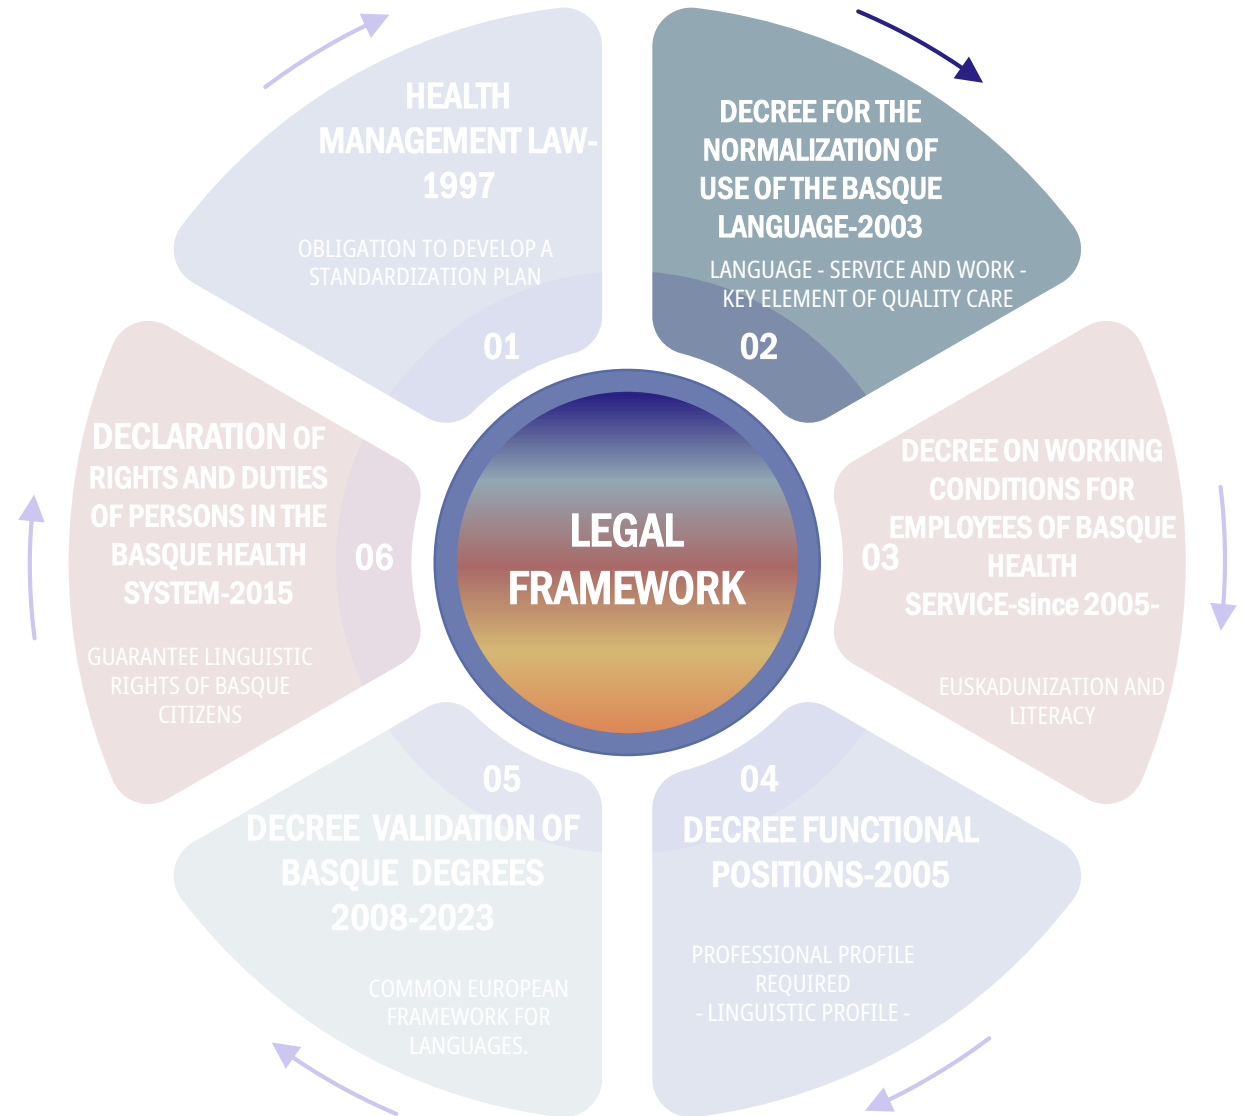 HEALTH
MANAGEMENT LAW-
1997
OBLIGATION TO DEVELOP A
STANDARDIZATION PLAN
01
DECREE FOR THE
NORMALIZATION OF
USE OF THE BASQUE
LANGUAGE-2003
LANGUAGE - SERVICE AND WORK -
KEY ELEMENT OF QUALITY CARE
02
DECREE ON WORKING
CONDITIONS FOR
EMPLOYEES OF BASQUE
HEALTH
SERVICE-since 2005-
03
EUSKADUNIZATION AND
LITERACY
04
DECREE FUNCTIONAL
POSITIONS-2005
PROFESSIONAL PROFILE
REQUIRED
- LINGUISTIC PROFILE -
05
DECREE VALIDATION OF
BASQUE DEGREES
2008-2023
COMMON EUROPEAN
FRAMEWORK FOR
LANGUAGES.
DECLARATION OF
RIGHTS AND DUTIES
OF PERSONS IN THE
BASQUE HEALTH
SYSTEM-2015
06
GUARANTEE LINGUISTIC
RIGHTS OF BASQUE
CITIZENS
LEGAL
FRAMEWORK